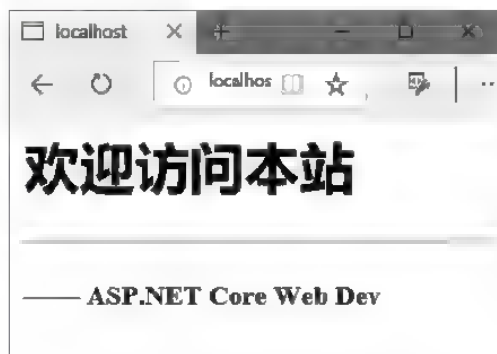 localhost
localhos
欢迎访问本站
—— ASP.NET Core Web Dev